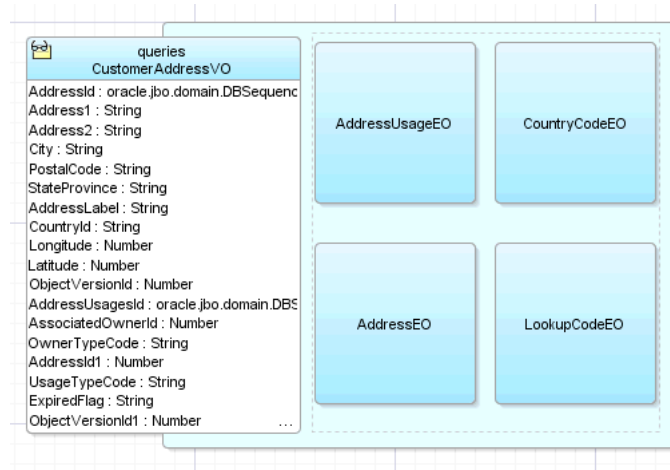 queries
CustomerAddressVO
AddressId : oracle.jbo.domain.DBSequenc
Address1 : String
Address2 : String
City : String
PostalCode : String
StateProvince : String
AddressLabel : String
CountryId : String
Longitude : Number
Latitude : Number
ObjectVersionId : Number
AddressUsagesId : oracle.jbo.domain.DBS
AssociatedOwnerId : Number
OwnerTypeCode : String
AddressId1 : Number
UsageTypeCode : String
ExpiredFlag : String
ObjectVersionId1 : Number ...
AddressUsageEO
CountryCodeEO
AddressEO
LookupCodeEO